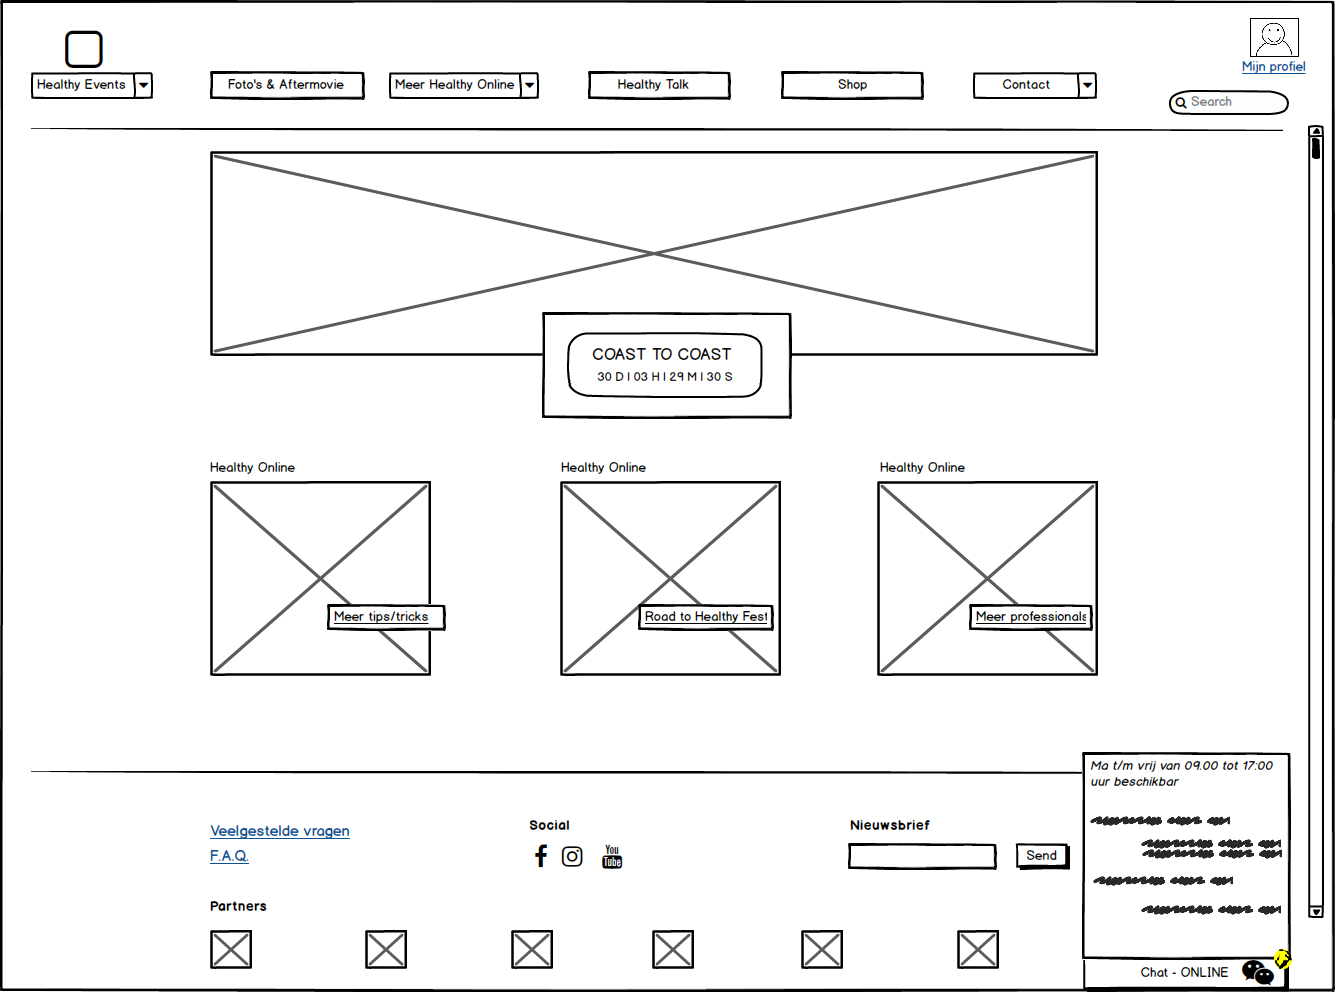 Mijn profiel
Healthy Events
Foto's & Aftermovie
Meer Healthy Online
Healthy Talk
Shop
Contact
Search
COAST TO COAST
30 D | 03 H | 29 M | 30 S
Healthy Online
Healthy Online
Healthy Online
Meer tips/tricks
Road to Healthy Fest
Meer professionals
Ma t/m vrij van 09.00 tot 17:00
uur beschikbar
Veelgestelde vragen
F.A.Q.
Social
You
Tube
Nieuwsbrief
Send
Partners
Chat - ONLINE